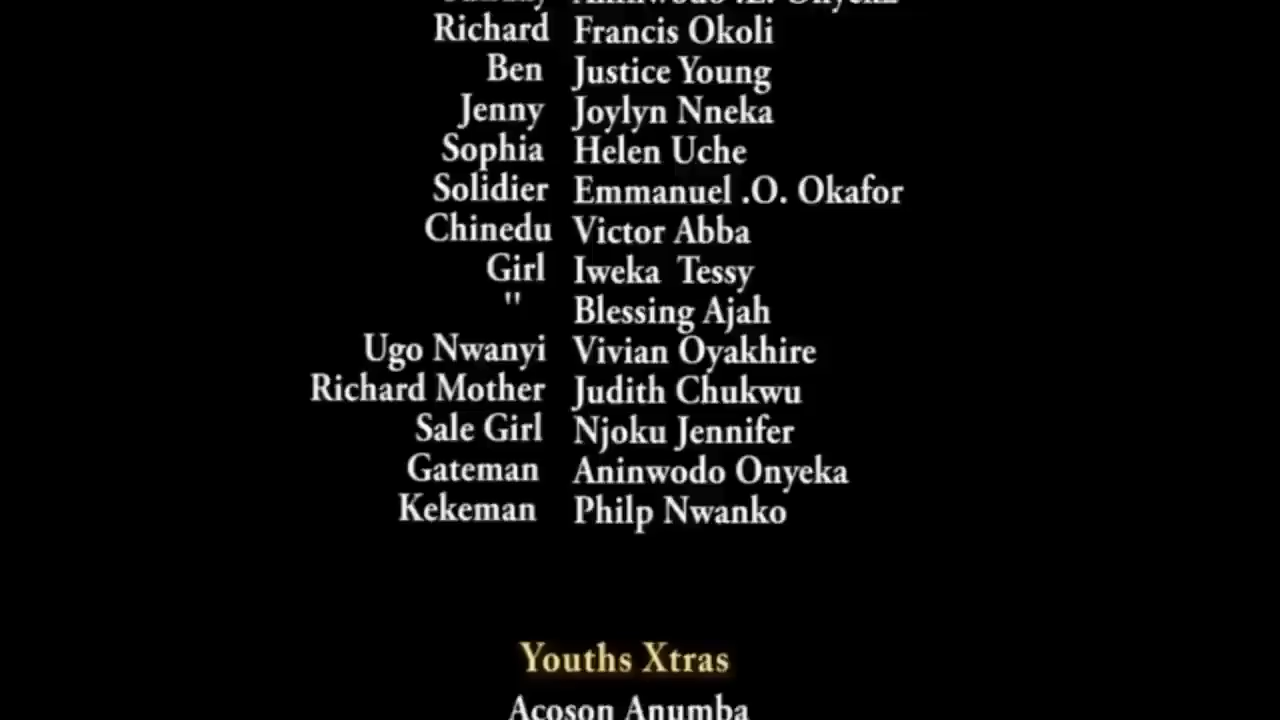 Richard Francis Okoli
Ben Justice Young
Jenny Joylyn Nneka
Sophia Helen Uche
Solidier Emmanuel .O. Okafor
Chinedu Victor Abba
Girl Iweka Tessy
" Blessing Ajah
Ugo Nwanyi Vivian Oyakhire
Richard Mother Judith Chukwu
Sale Girl Njoku Jennifer
Gateman Aninwodo Onyeka
Kekeman Philp Nwanko
Youths Xtras
Acoson Anumba